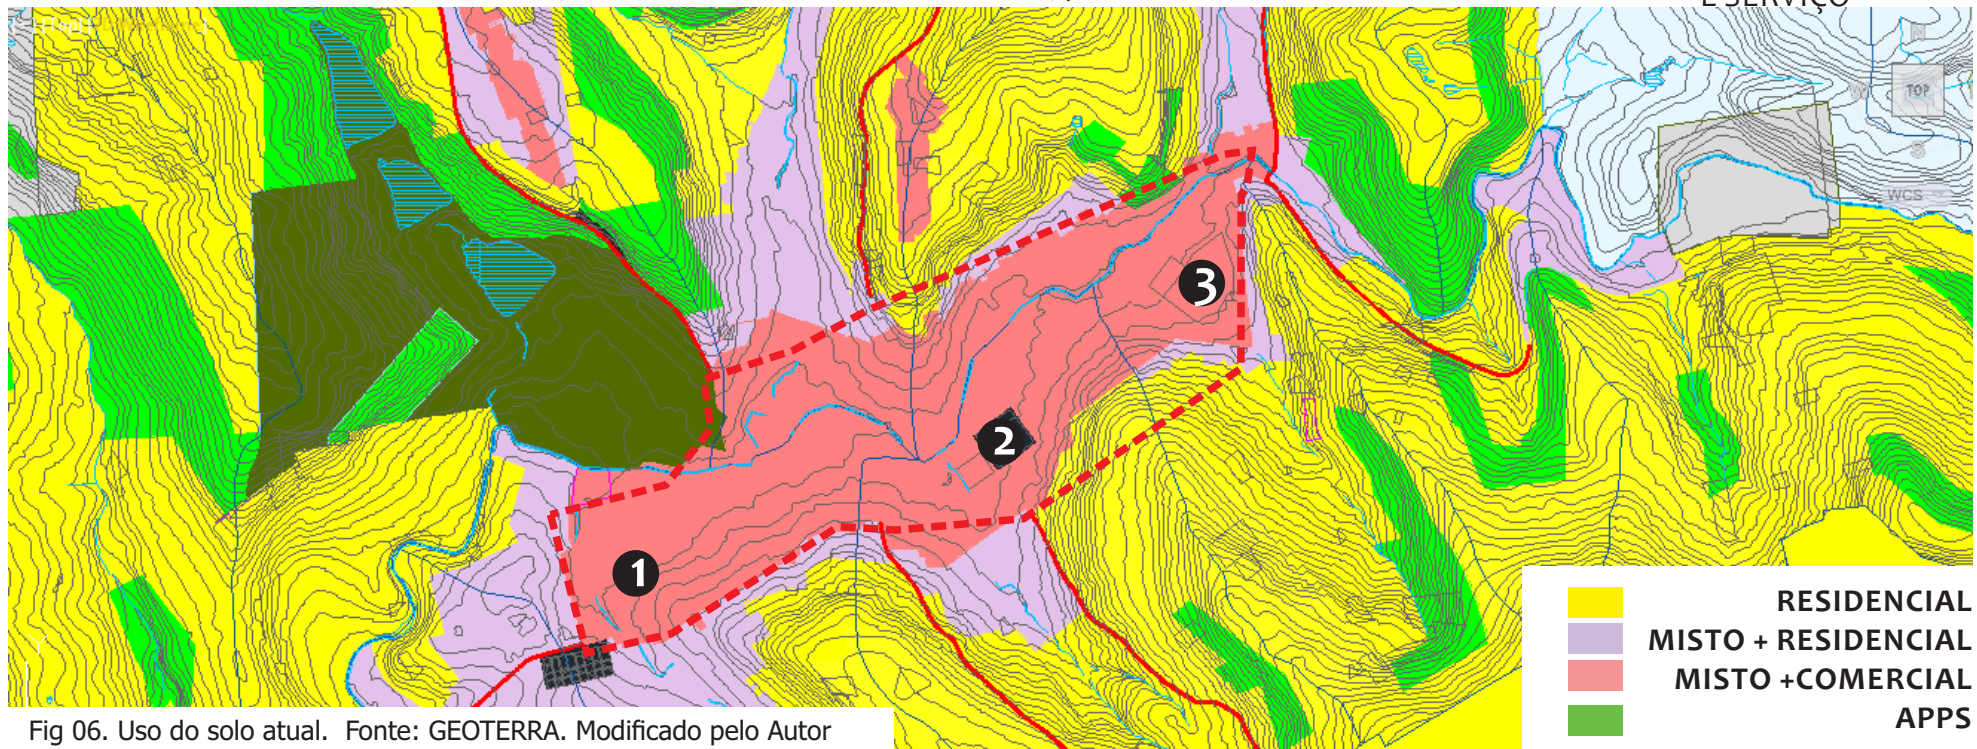 E SERVIÇO
N
TOP
S
WCS
3
2
1
Y
RESIDENCIAL
MISTO + RESIDENCIAL
MISTO +COMERCIAL
APPS
Fig 06. Uso do solo atual. Fonte: GEOTERRA. Modificado pelo Autor